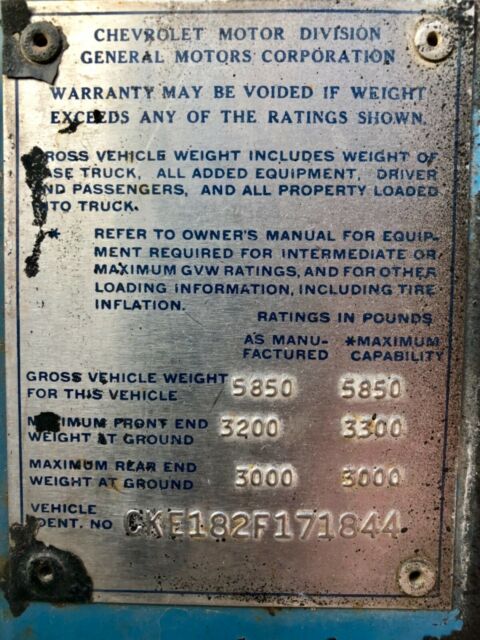 CHEVROLET MOTOR DIVISION
GENERAL MOTORS CORPORATION
WARRANTY MAY BE VOIDED IF WEIGHT
EXCEEDS ANY OF THE RATINGS SHOWN.
GROSS VEHICLE WEIGHT INCLUDES WEIGHT OF
BASE TRUCK, ALL ADDED EQUIPMENT, DRIVER
AND PASSENGERS, AND ALL PROPERTY LOADED
INTO TRUCK.
* REFER TO OWNER'S MANUAL FOR EQUIP-
MENT REQUIRED FOR INTERMEDIATE OR
MAXIMUM GVW RATINGS, AND FOR OTHER
LOADING INFORMATION, INCLUDING TIRE
INFLATION.
RATINGS IN POUNDS
AS MANU- *MAXIMUM
FACTURED CAPABILITY
GROSS VEHICLE WEIGHT 5850 5850
FOR THIS VEHICLE
MAXIMUM FRONT END 3200 3300
WEIGHT AT GROUND
MAXIMUM REAR END 3000 3000
WEIGHT AT GROUND
VEHICLE
IDENT. NO CKE182F171844